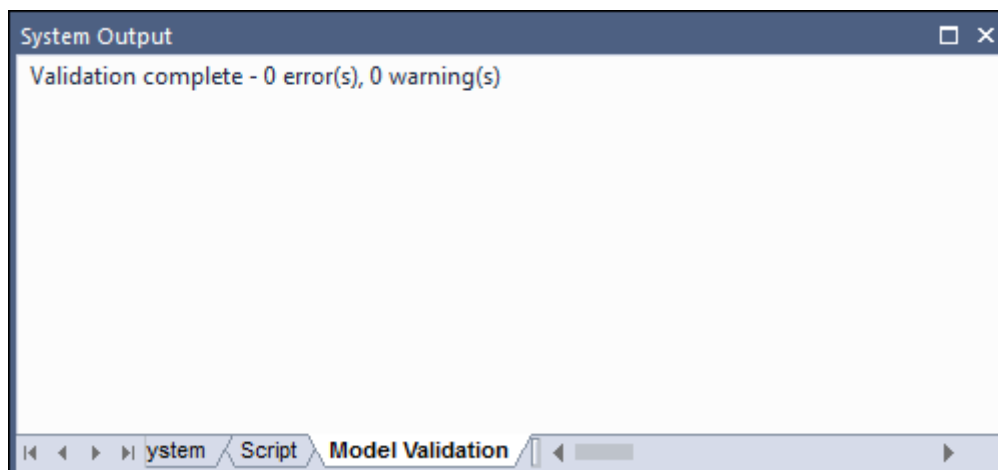 System Output
Validation complete - 0 error(s), 0 warning(s)
ystem Script Model Validation